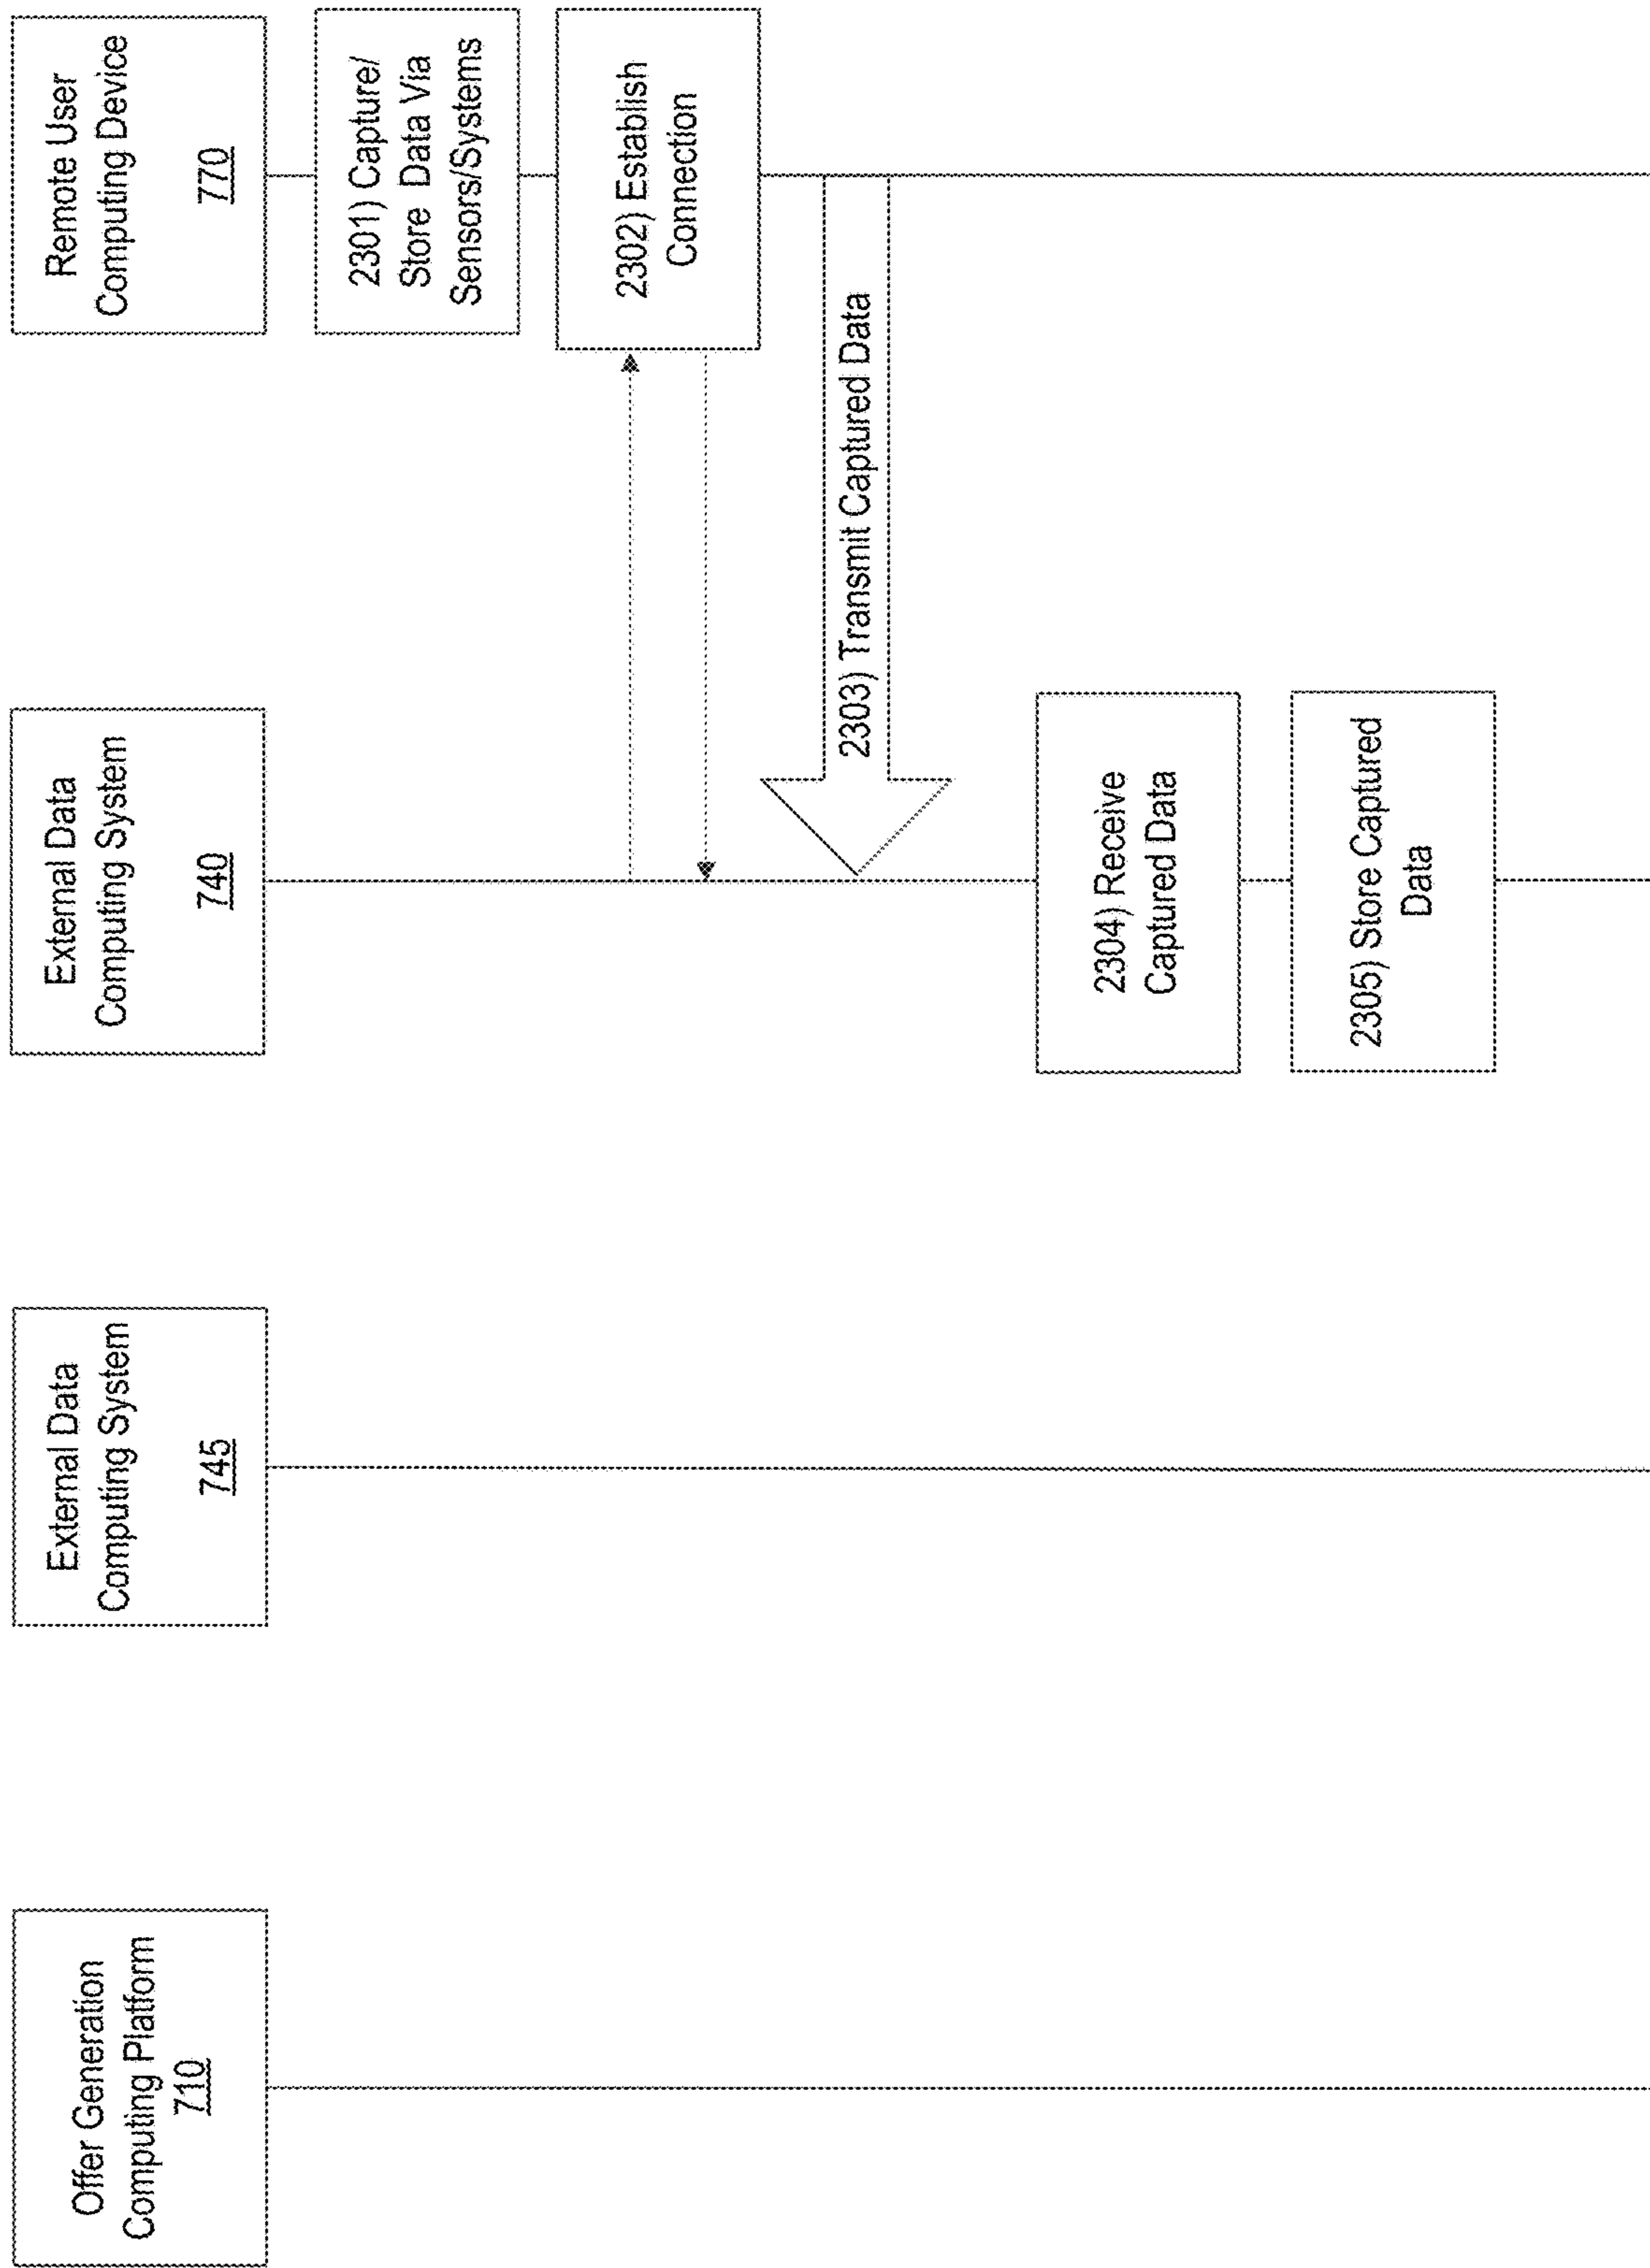 Offer Generation
Computing Platform
710
External Data
Computing System
745
External Data
Computing System
740
Remote User
Computing Device
770
2301) Capture/
Store Data Via
Sensors/Systems
2302) Establish
Connection
2303) Transmit Captured Data
2304) Receive
Captured Data
2305) Store Captured
Data